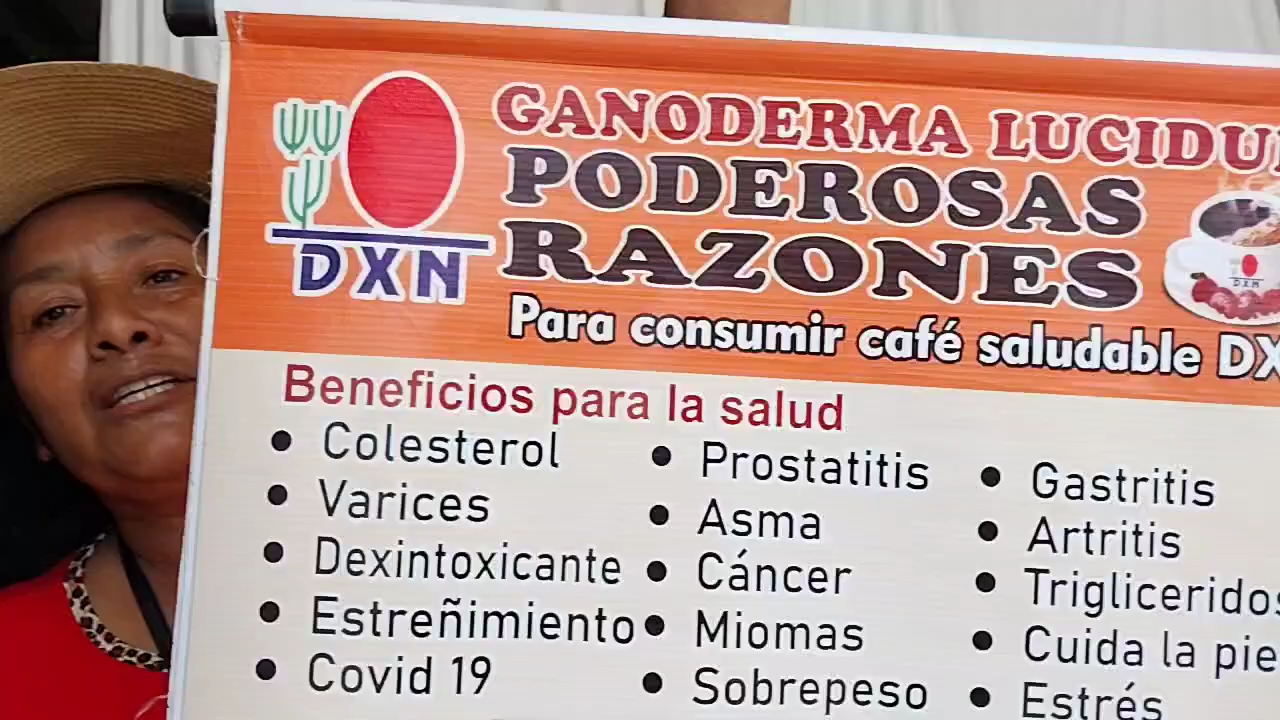 DXN
GANODERMA LUCIDU
PODEROSAS
RAZONES
DXN
Para consumir café saludable DX
Beneficios para la salud
• Colesterol
• Varices
• Dexintoxicante
• Estreñimiento
• Covid 19
• Prostatitis
• Asma
• Cáncer
• Miomas
• Sobrepeso
• Gastritis
• Artritis
• Trigliceridos
• Cuida la pie
• Estrés